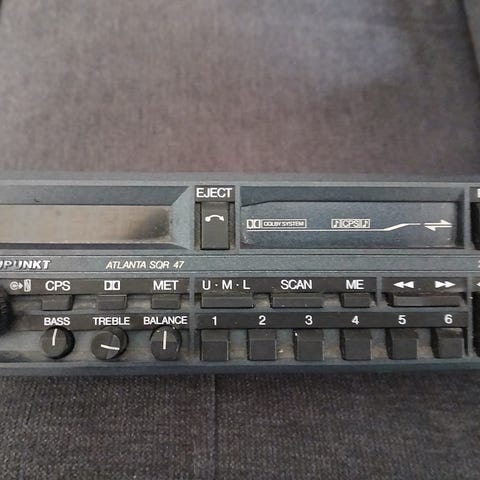 EJECT
DOLBY SYSTEM CPS
UPUNKT ATLANTA SQR 47
CPS MET U·M·L SCAN ME
BASS TREBLE BALANCE 1 2 3 4 5 6